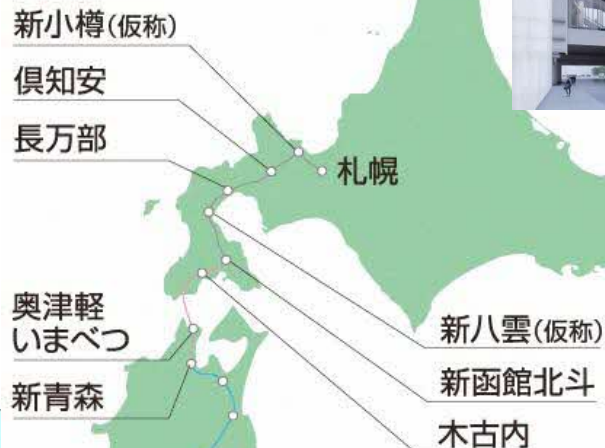 新小樽(仮称)
倶知安
長万部
札幌
奥津軽
いまべつ
新青森
新八雲(仮称)
新函館北斗
木古内